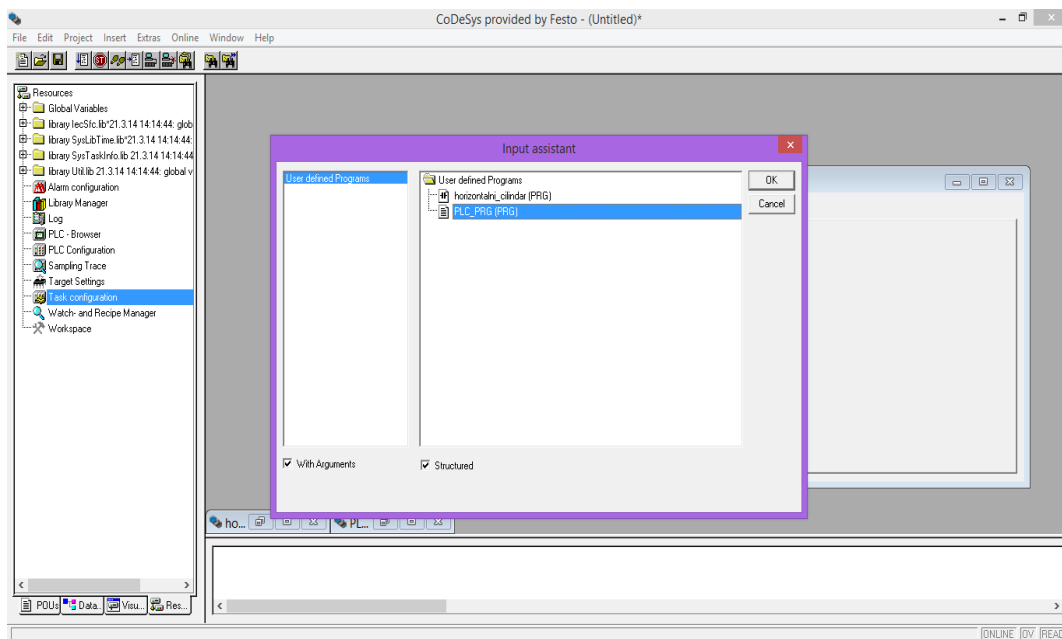 CoDeSys provided by Festo - (Untitled)*
File Edit Project Insert Extras Online Window Help
Resources
Global Variables
library IecSfc.lib*21.3.14 14:14:44: glob
library SysLibTime.lib*21.3.14 14:14:44:
library SysTaskInfo.lib 21.3.14 14:14:44
library Util.lib 21.3.14 14:14:44: global v
Alarm configuration
Library Manager
Log
PLC - Browser
PLC Configuration
Sampling Trace
Target Settings
Task configuration
Watch- and Recipe Manager
Workspace
Input assistant
User defined Programs
User defined Programs
horizontalni_cilindar (PRG)
PLC_PRG (PRG)
OK
Cancel
With Arguments
Structured
ho...
PL...
POUs
Data..
Visu...
Res...
ONLINE OV READ